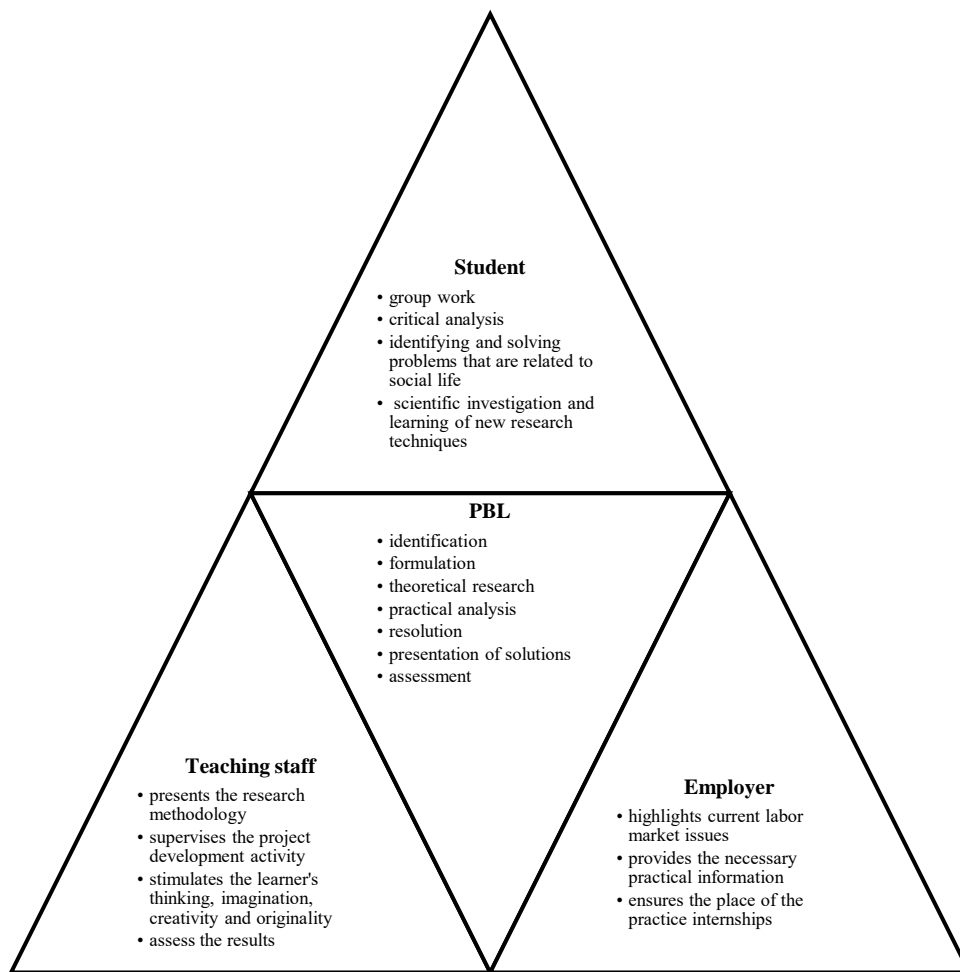 Student
• group work
• critical analysis
• identifying and solving
problems that are related to
social life
• scientific investigation and
learning of new research
techniques
PBL
• identification
• formulation
• theoretical research
• practical analysis
• resolution
• presentation of solutions
• assessment
Teaching staff
• presents the research
methodology
• supervises the project
development activity
• stimulates the learner's
thinking, imagination,
creativity and originality
• assess the results
Employer
• highlights current labor
market issues
• provides the necessary
practical information
• ensures the place of the
practice internships